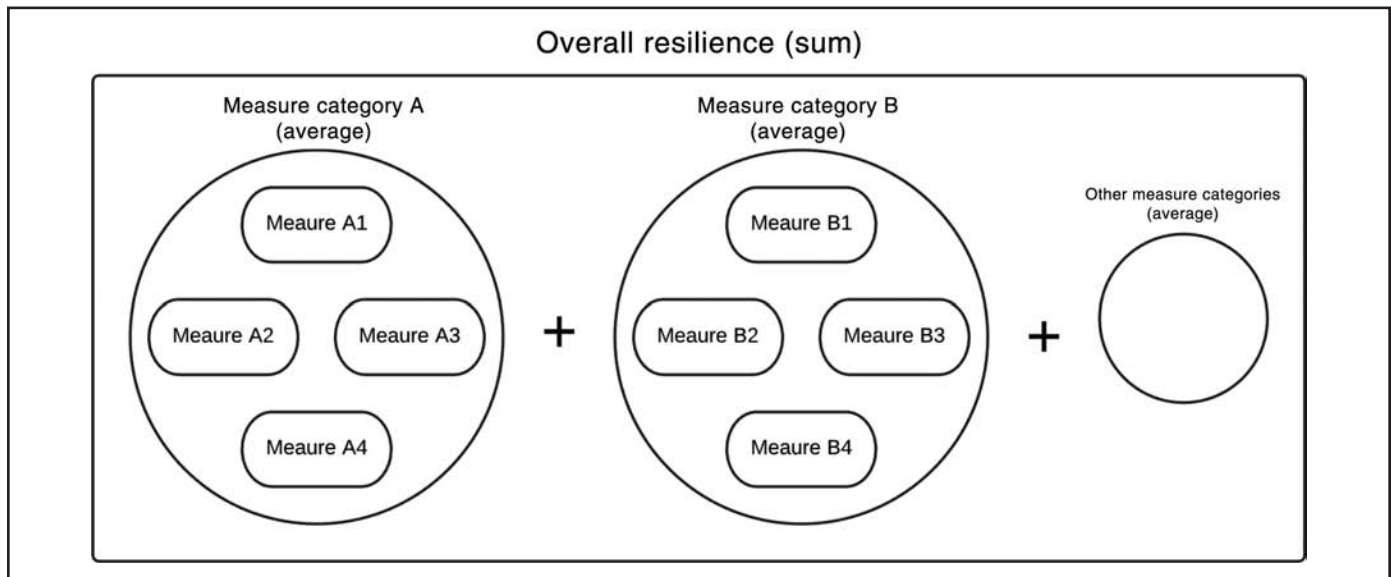 Overall resilience (sum)
Measure category A
(average)
Meaure A1
Meaure A2
Meaure A3
Meaure A4
+
Measure category B
(average)
Meaure B1
Meaure B2
Meaure B3
Meaure B4
+
Other measure categories
(average)